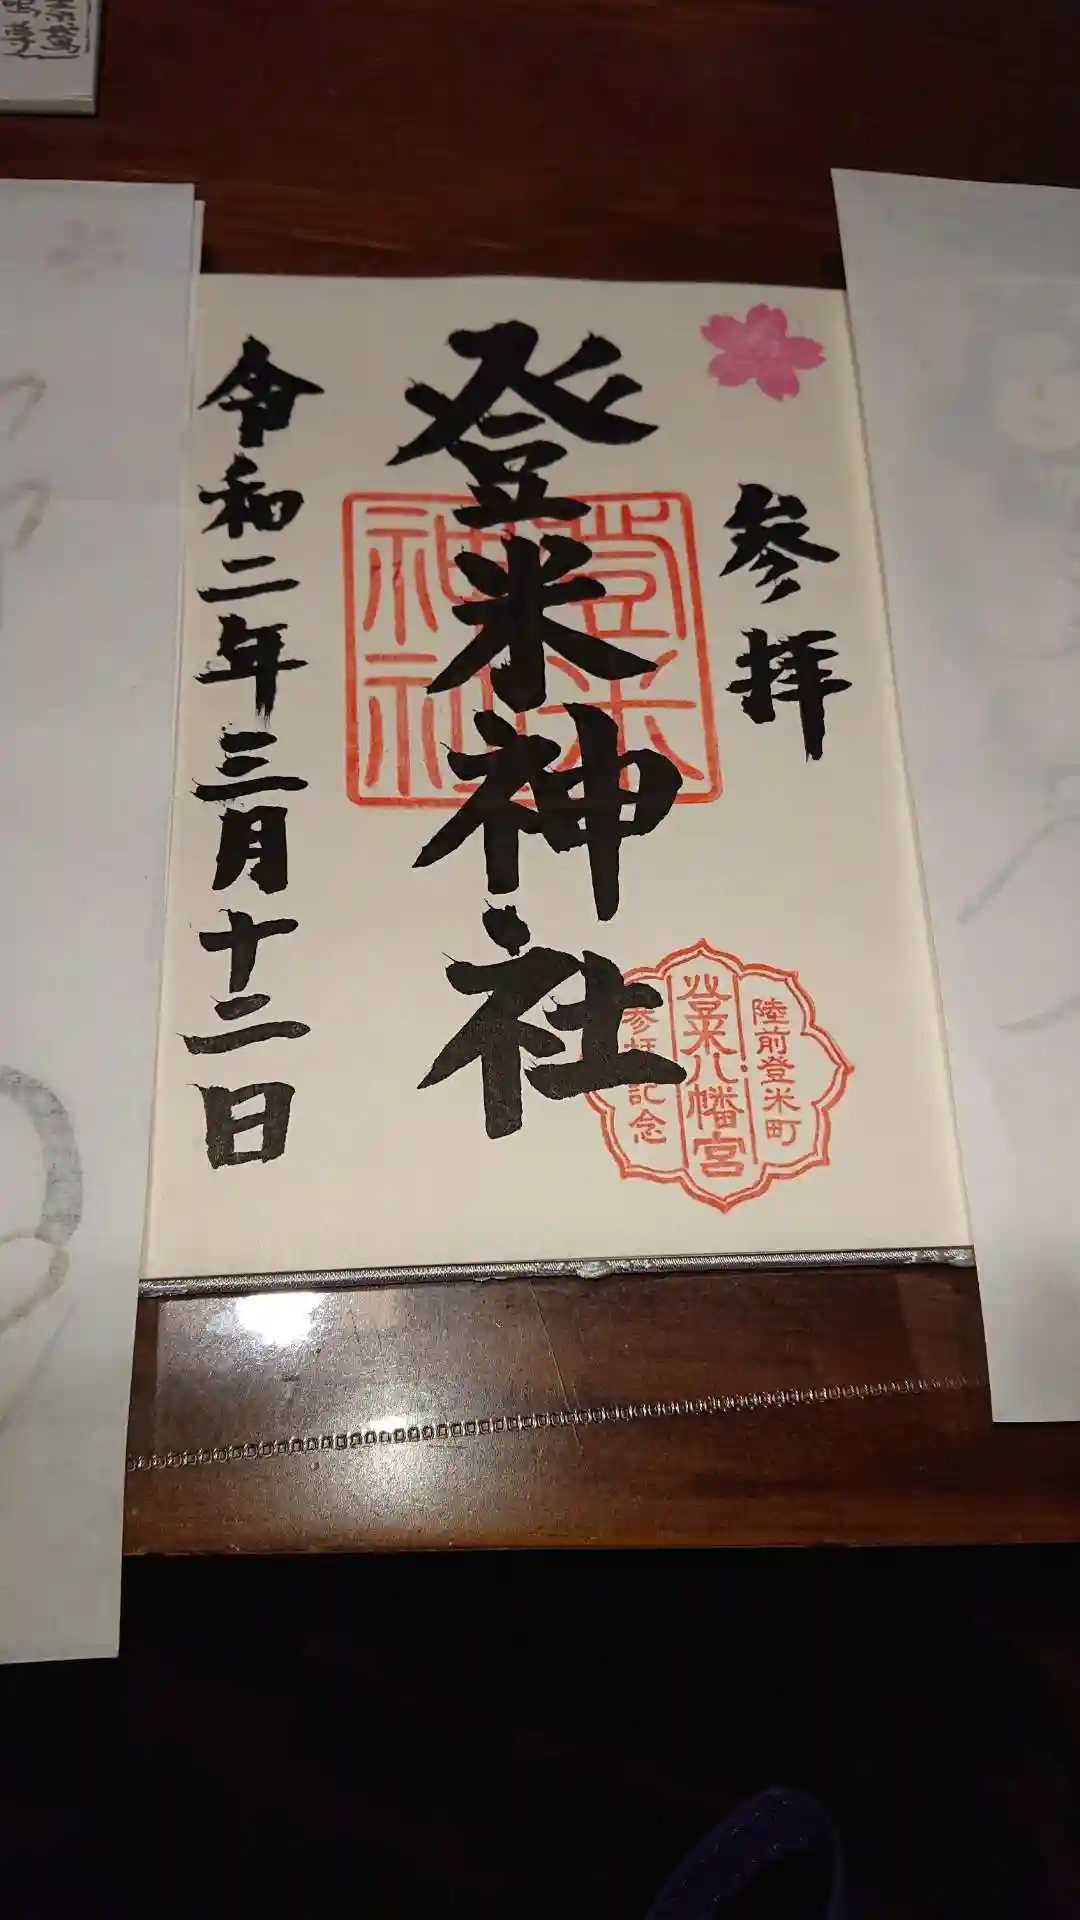 参拝
登米神社
令和二年三月十二日
登米
神社
陸前登米町
登米八幡宮
参拝記念